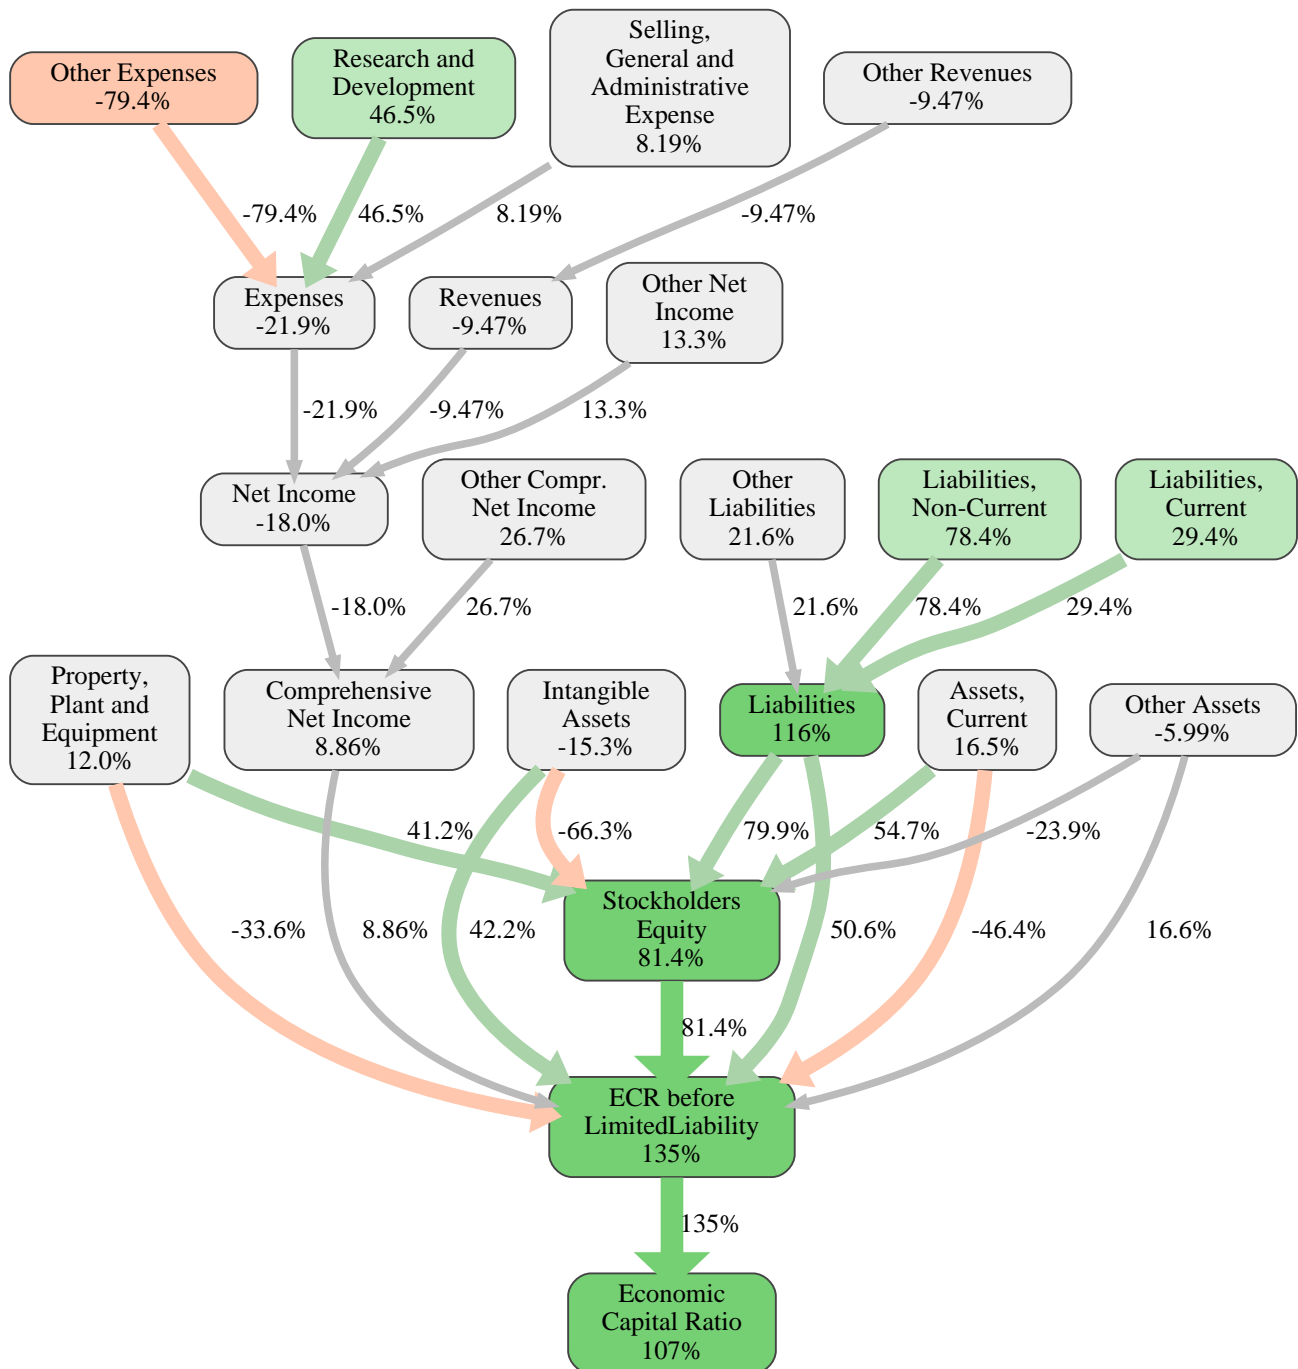 Other Expenses
-79.4%
Research and
Development
46.5%
Selling,
General and
Administrative
Expense
8.19%
Other Revenues
-9.47%
-79.4%
46.5%
8.19%
-9.47%
Expenses
-21.9%
Revenues
-9.47%
Other Net
Income
13.3%
-21.9%
-9.47%
13.3%
Net Income
-18.0%
Other Compr.
Net Income
26.7%
Other
Liabilities
21.6%
Liabilities,
Non-Current
78.4%
Liabilities,
Current
29.4%
-18.0%
26.7%
21.6%
78.4%
29.4%
Property,
Plant and
Equipment
12.0%
Comprehensive
Net Income
8.86%
Intangible
Assets
-15.3%
Liabilities
116%
Assets,
Current
16.5%
Other Assets
-5.99%
41.2%
-66.3%
79.9%
54.7%
-23.9%
Stockholders
Equity
81.4%
-33.6%
8.86%
42.2%
50.6%
-46.4%
16.6%
81.4%
ECR before
LimitedLiability
135%
135%
Economic
Capital Ratio
107%